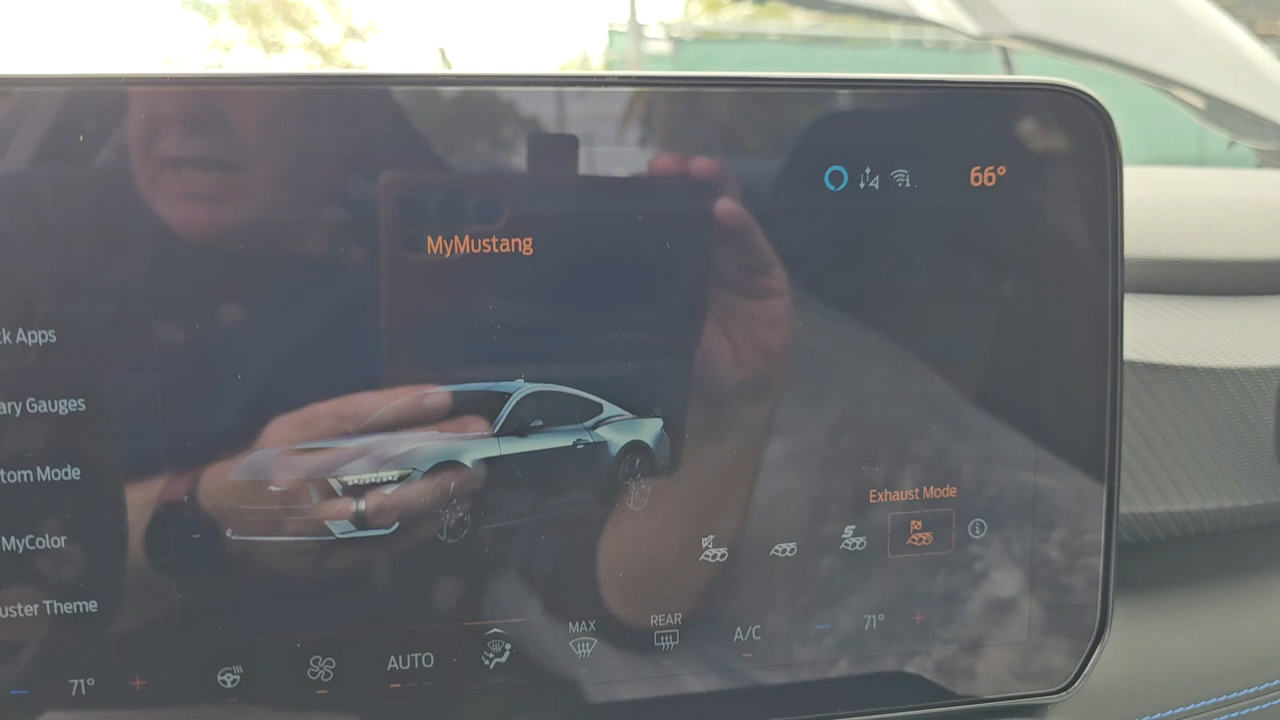 66°
MyMustang
k Apps
ary Gauges
tom Mode
MyColor
uster Theme
Exhaust Mode
S
MAX
REAR
A/C
71°
AUTO
71°